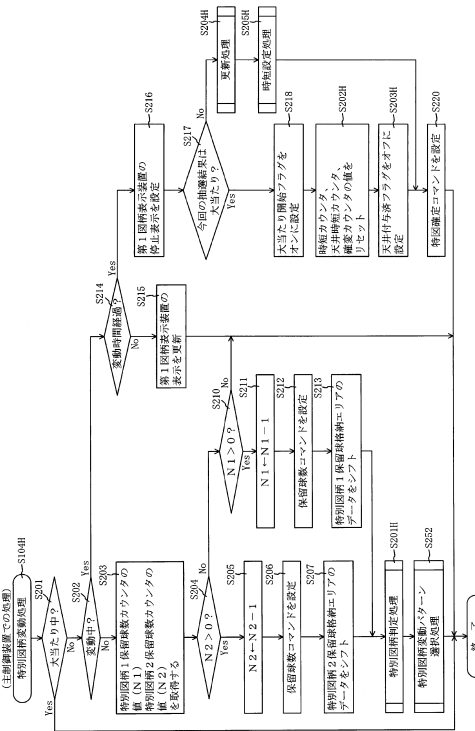 (主制御装置での処理)
特別図柄変動処理
S104H
S201
大当たり中?
Yes
No
S202
変動中?
Yes
No
S203
特別図柄1保留球数カウンタの
値(N1)
特別図柄2保留球数カウンタの
値(N2)
を取得する
S204
N2>0?
No
Yes
S205
N2←N2-1
S206
保留球数コマンドを設定
S207
特別図柄2保留球格納エリアの
データをシフト
S210
N1>0?
No
Yes
S211
N1←N1-1
S212
保留球数コマンドを設定
S213
特別図柄1保留球格納エリアの
データをシフト
S201H
特別図柄判定処理
S252
特別図柄変動パターン
選択処理
S214
変動時間経過?
Yes
No
S215
第1図柄表示装置の
表示を更新
S216
第1図柄表示装置の
停止表示を設定
S217
今回の抽選結果は
大当たり?
No
Yes
S218
大当たり開始フラグを
オンに設定
S202H
時短カウンタ、
天井時短カウンタ、
確変カウンタの値を
リセット
S203H
天井付与済フラグをオフに
設定
S204H
更新処理
S205H
時短設定処理
S220
特図確定コマンドを設定